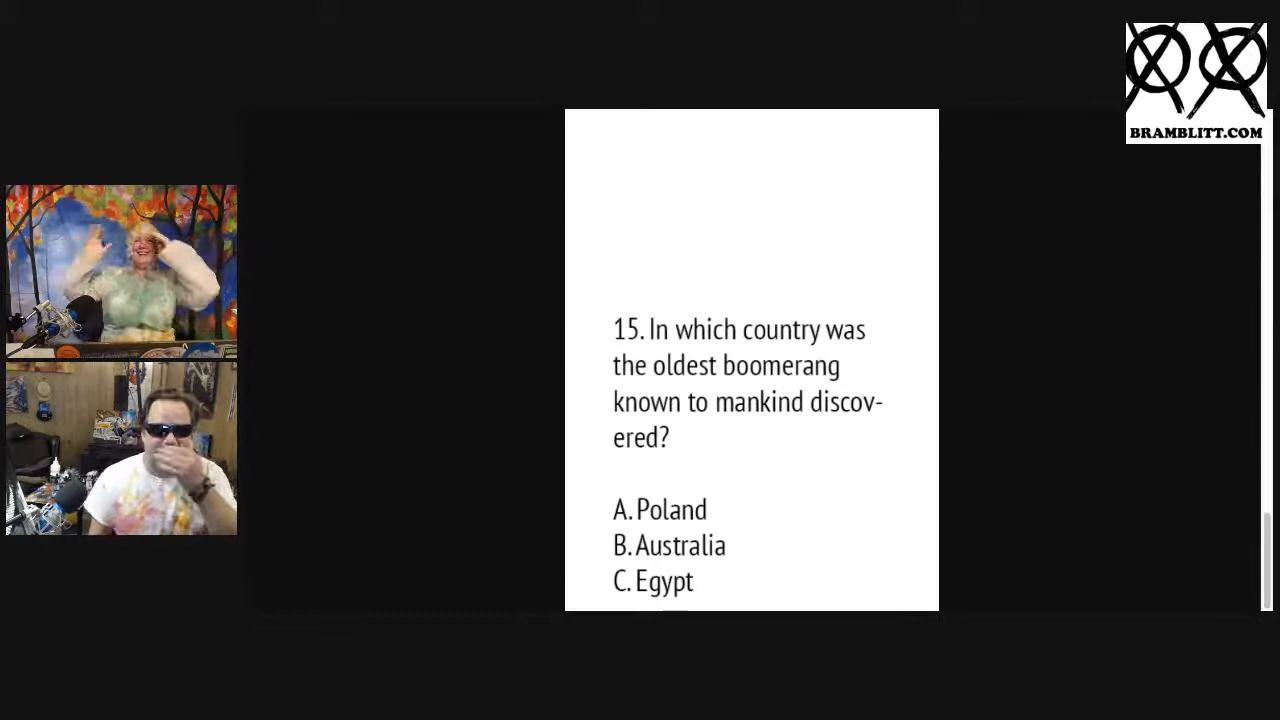 BRAMBLITT.COM
15. In which country was
the oldest boomerang
known to mankind discov-
ered?
A. Poland
B. Australia
C. Egypt